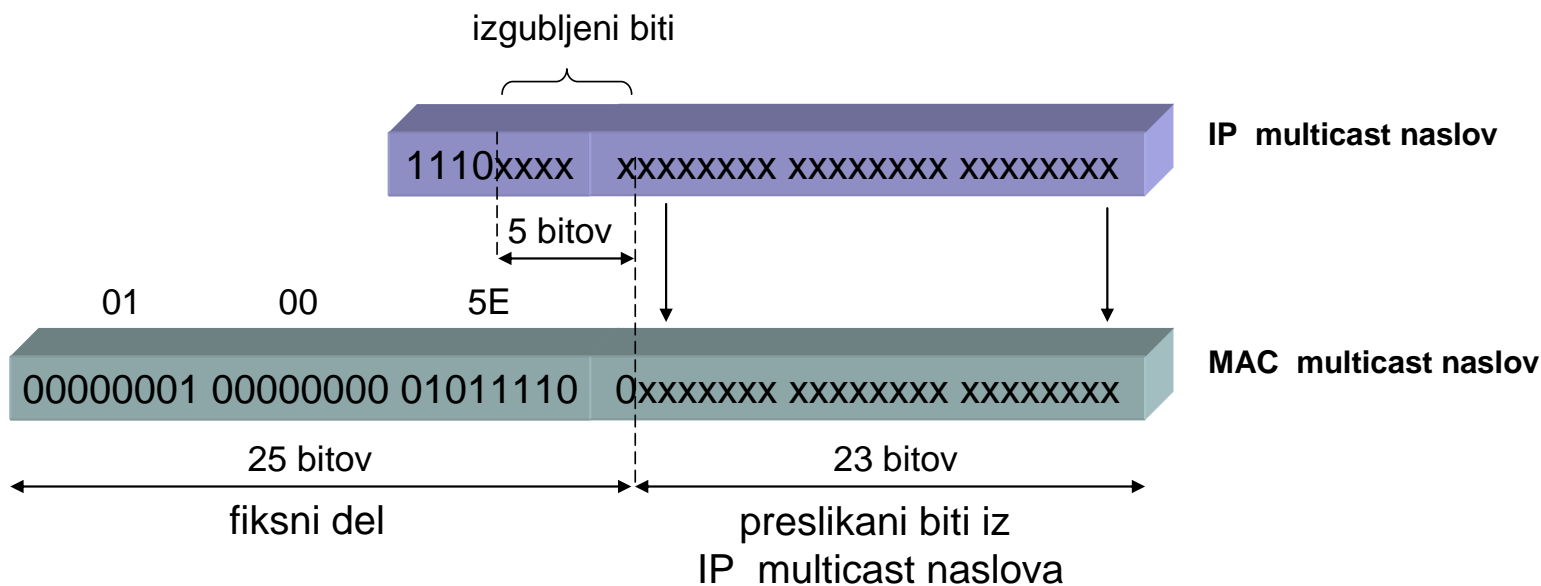 izgubljeni biti
IP multicast naslov
1110xxxx xxxxxxxx xxxxxxxx xxxxxxxx
5 bitov
01 00 5E
MAC multicast naslov
00000001 00000000 01011110 0xxxxxxx xxxxxxxx xxxxxxxx
25 bitov 23 bitov
fiksni del preslikani biti iz
IP multicast naslova